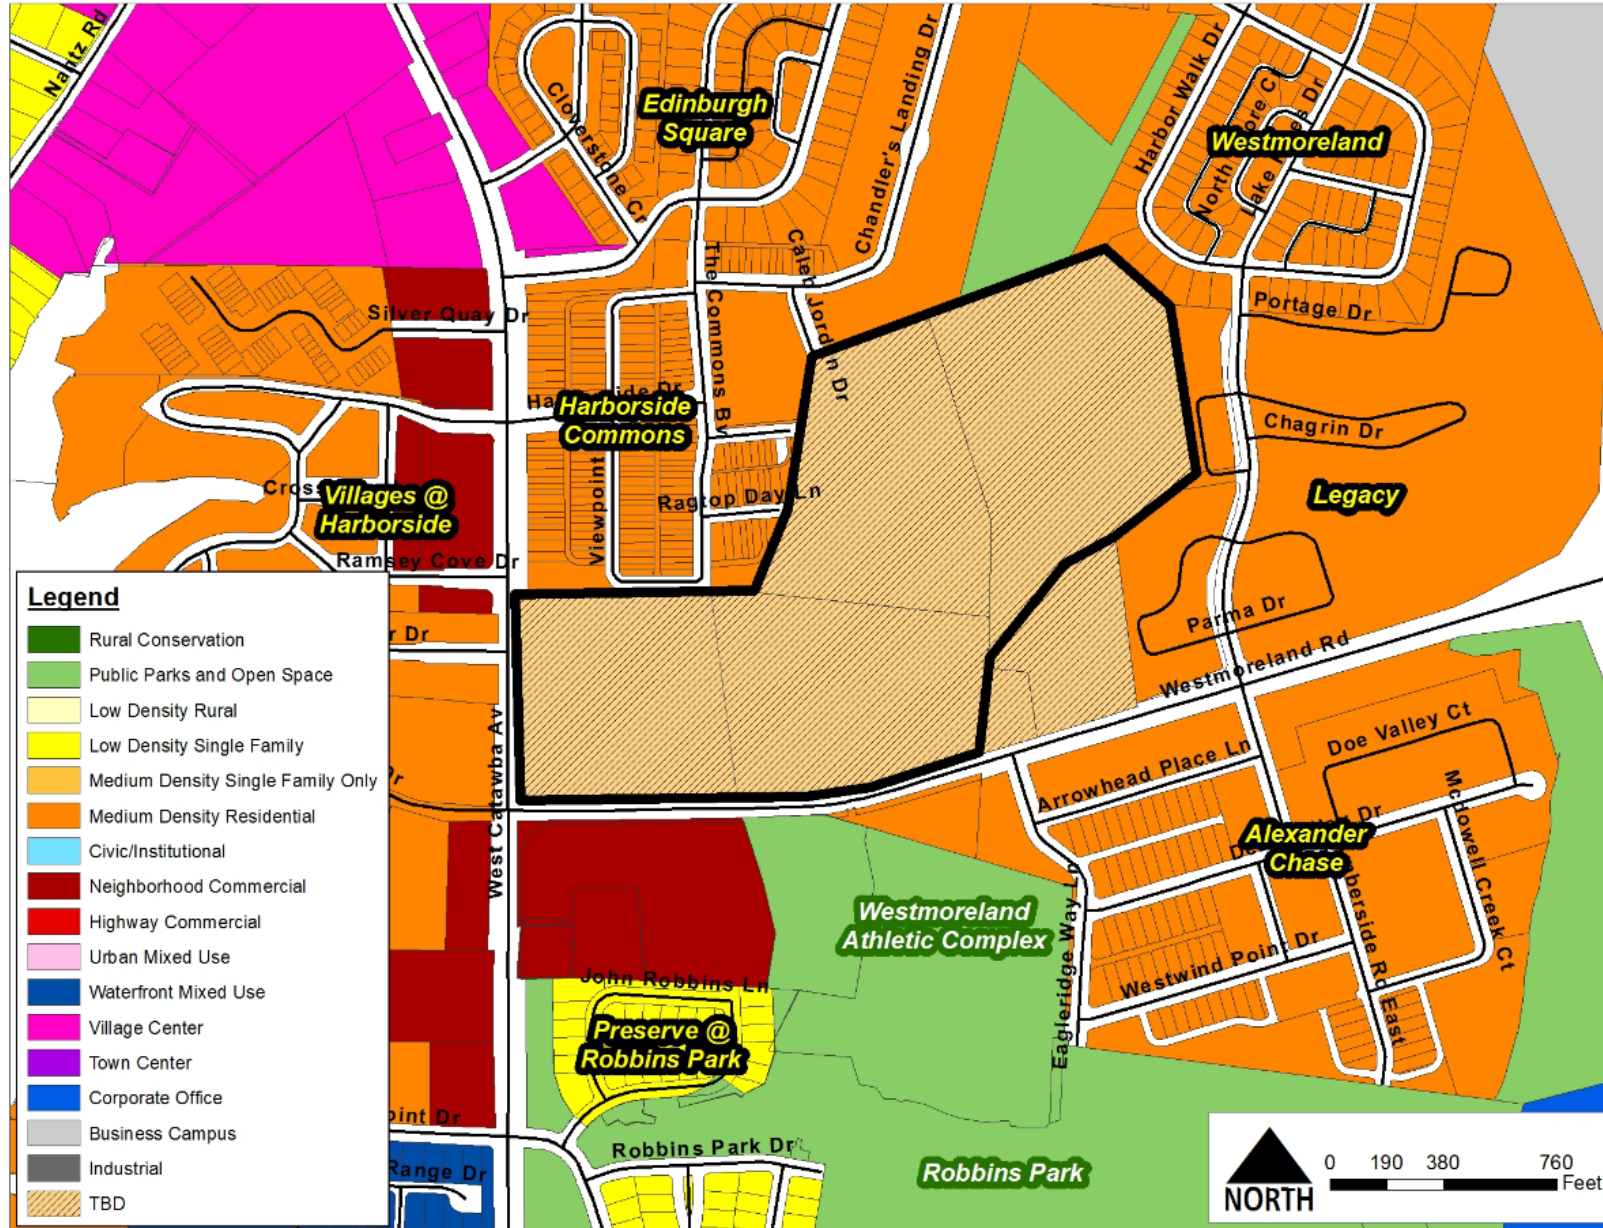 Nantz Rd
Cloverstone Cr
Edinburgh
Square
Chandler's Landing Dr
Harbor Walk Dr
Westmoreland
The Commons Bv
Portage Dr
Silver Quay Dr
Harborside
Commons
Chagrin Dr
Viewpoint
Ragtop Day Ln
Villages @
Harborside
Legacy
Ramsey Cove Dr
Parma Dr
Westmoreland Rd
West Catawba Av
Doe Valley Ct
Arrowhead Place Ln
McDowell Creek Ct
Alexander
Chase
Westmoreland
Athletic Complex
Eagleridge Way Ln
Westwind Point Dr
John Robbins Ln
Preserve @
Robbins Park
Robbins Park Dr
Robbins Park
Range Dr
Legend
Rural Conservation
Public Parks and Open Space
Low Density Rural
Low Density Single Family
Medium Density Single Family Only
Medium Density Residential
Civic/Institutional
Neighborhood Commercial
Highway Commercial
Urban Mixed Use
Waterfront Mixed Use
Village Center
Town Center
Corporate Office
Business Campus
Industrial
TBD
NORTH
0 190 380 760
Feet